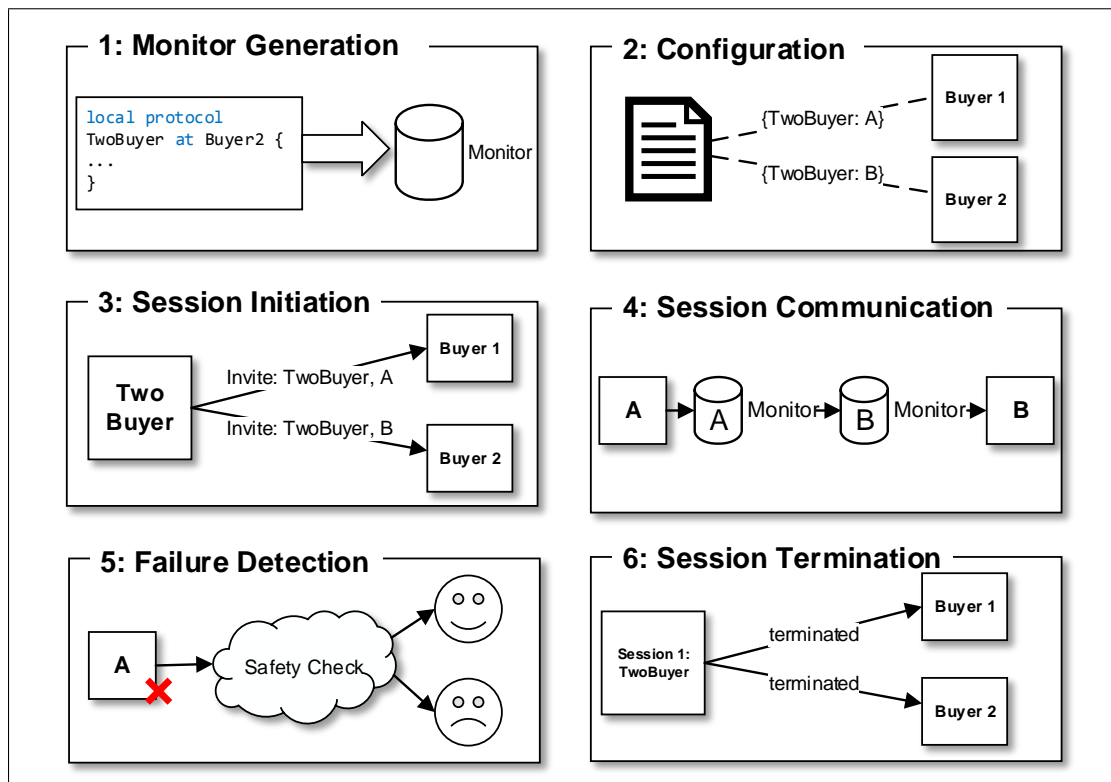 1: Monitor Generation
local protocol
TwoBuyer at Buyer2 {
...
}
Monitor
2: Configuration
{TwoBuyer: A}
{TwoBuyer: B}
Buyer 1
Buyer 2
3: Session Initiation
Two
Buyer
Invite: TwoBuyer, A
Invite: TwoBuyer, B
Buyer 1
Buyer 2
4: Session Communication
A
A
Monitor
B
Monitor
B
5: Failure Detection
A
Safety Check
6: Session Termination
Session 1:
TwoBuyer
terminated
terminated
Buyer 1
Buyer 2